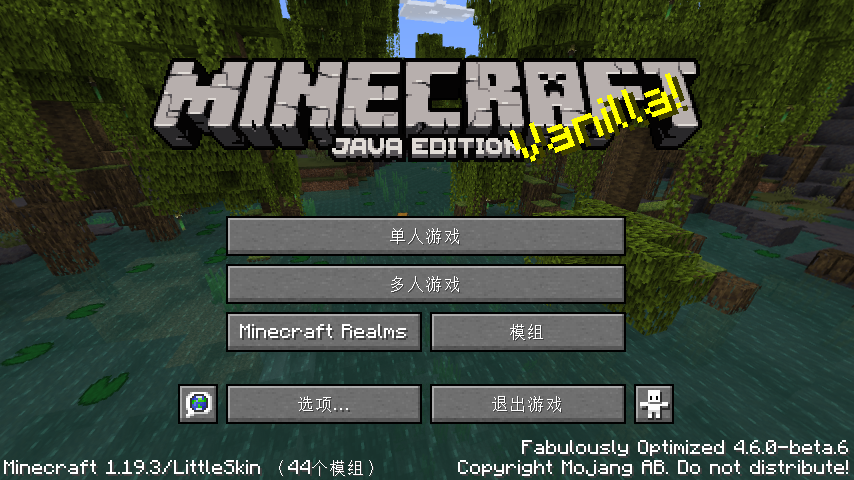 MINECRAFT
JAVA EDITION
Vanilla!
单人游戏
多人游戏
Minecraft Realms
模组
选项...
退出游戏
Fabulously Optimized 4.6.0-beta.6
Minecraft 1.19.3/LittleSkin （44个模组）
Copyright Mojang AB. Do not distribute!